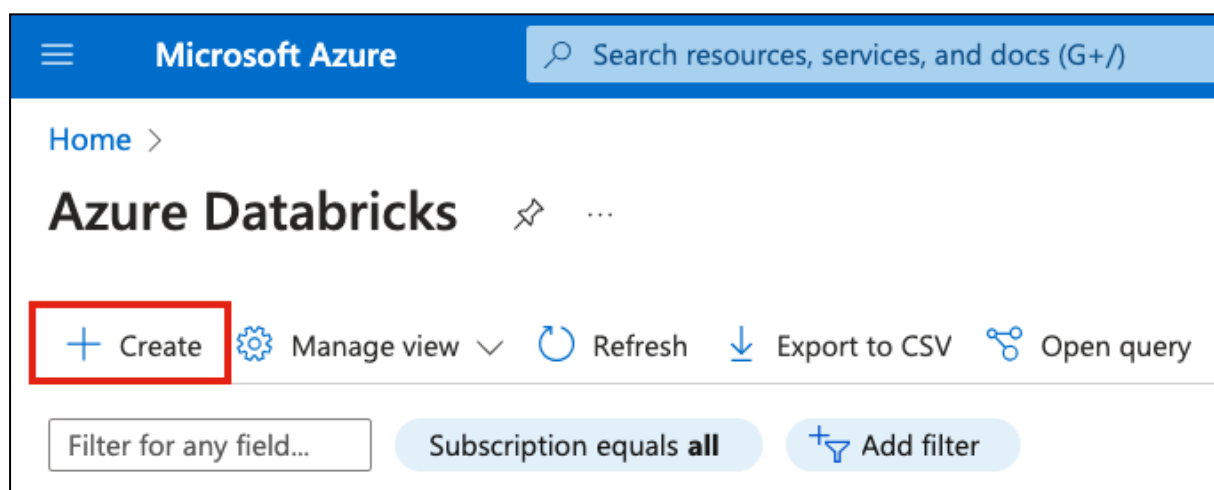 Microsoft Azure Search resources, services, and docs (G+/)
Home >
Azure Databricks ...
+ Create Manage view Refresh Export to CSV Open query
Filter for any field... Subscription equals all Add filter